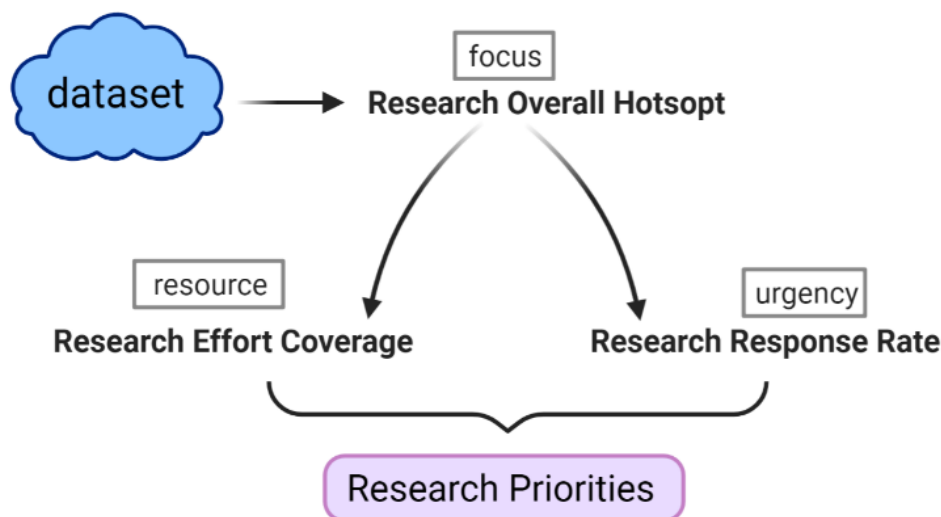 dataset
focus
Research Overall Hotsopt
resource
urgency
Research Effort Coverage
Research Response Rate
Research Priorities